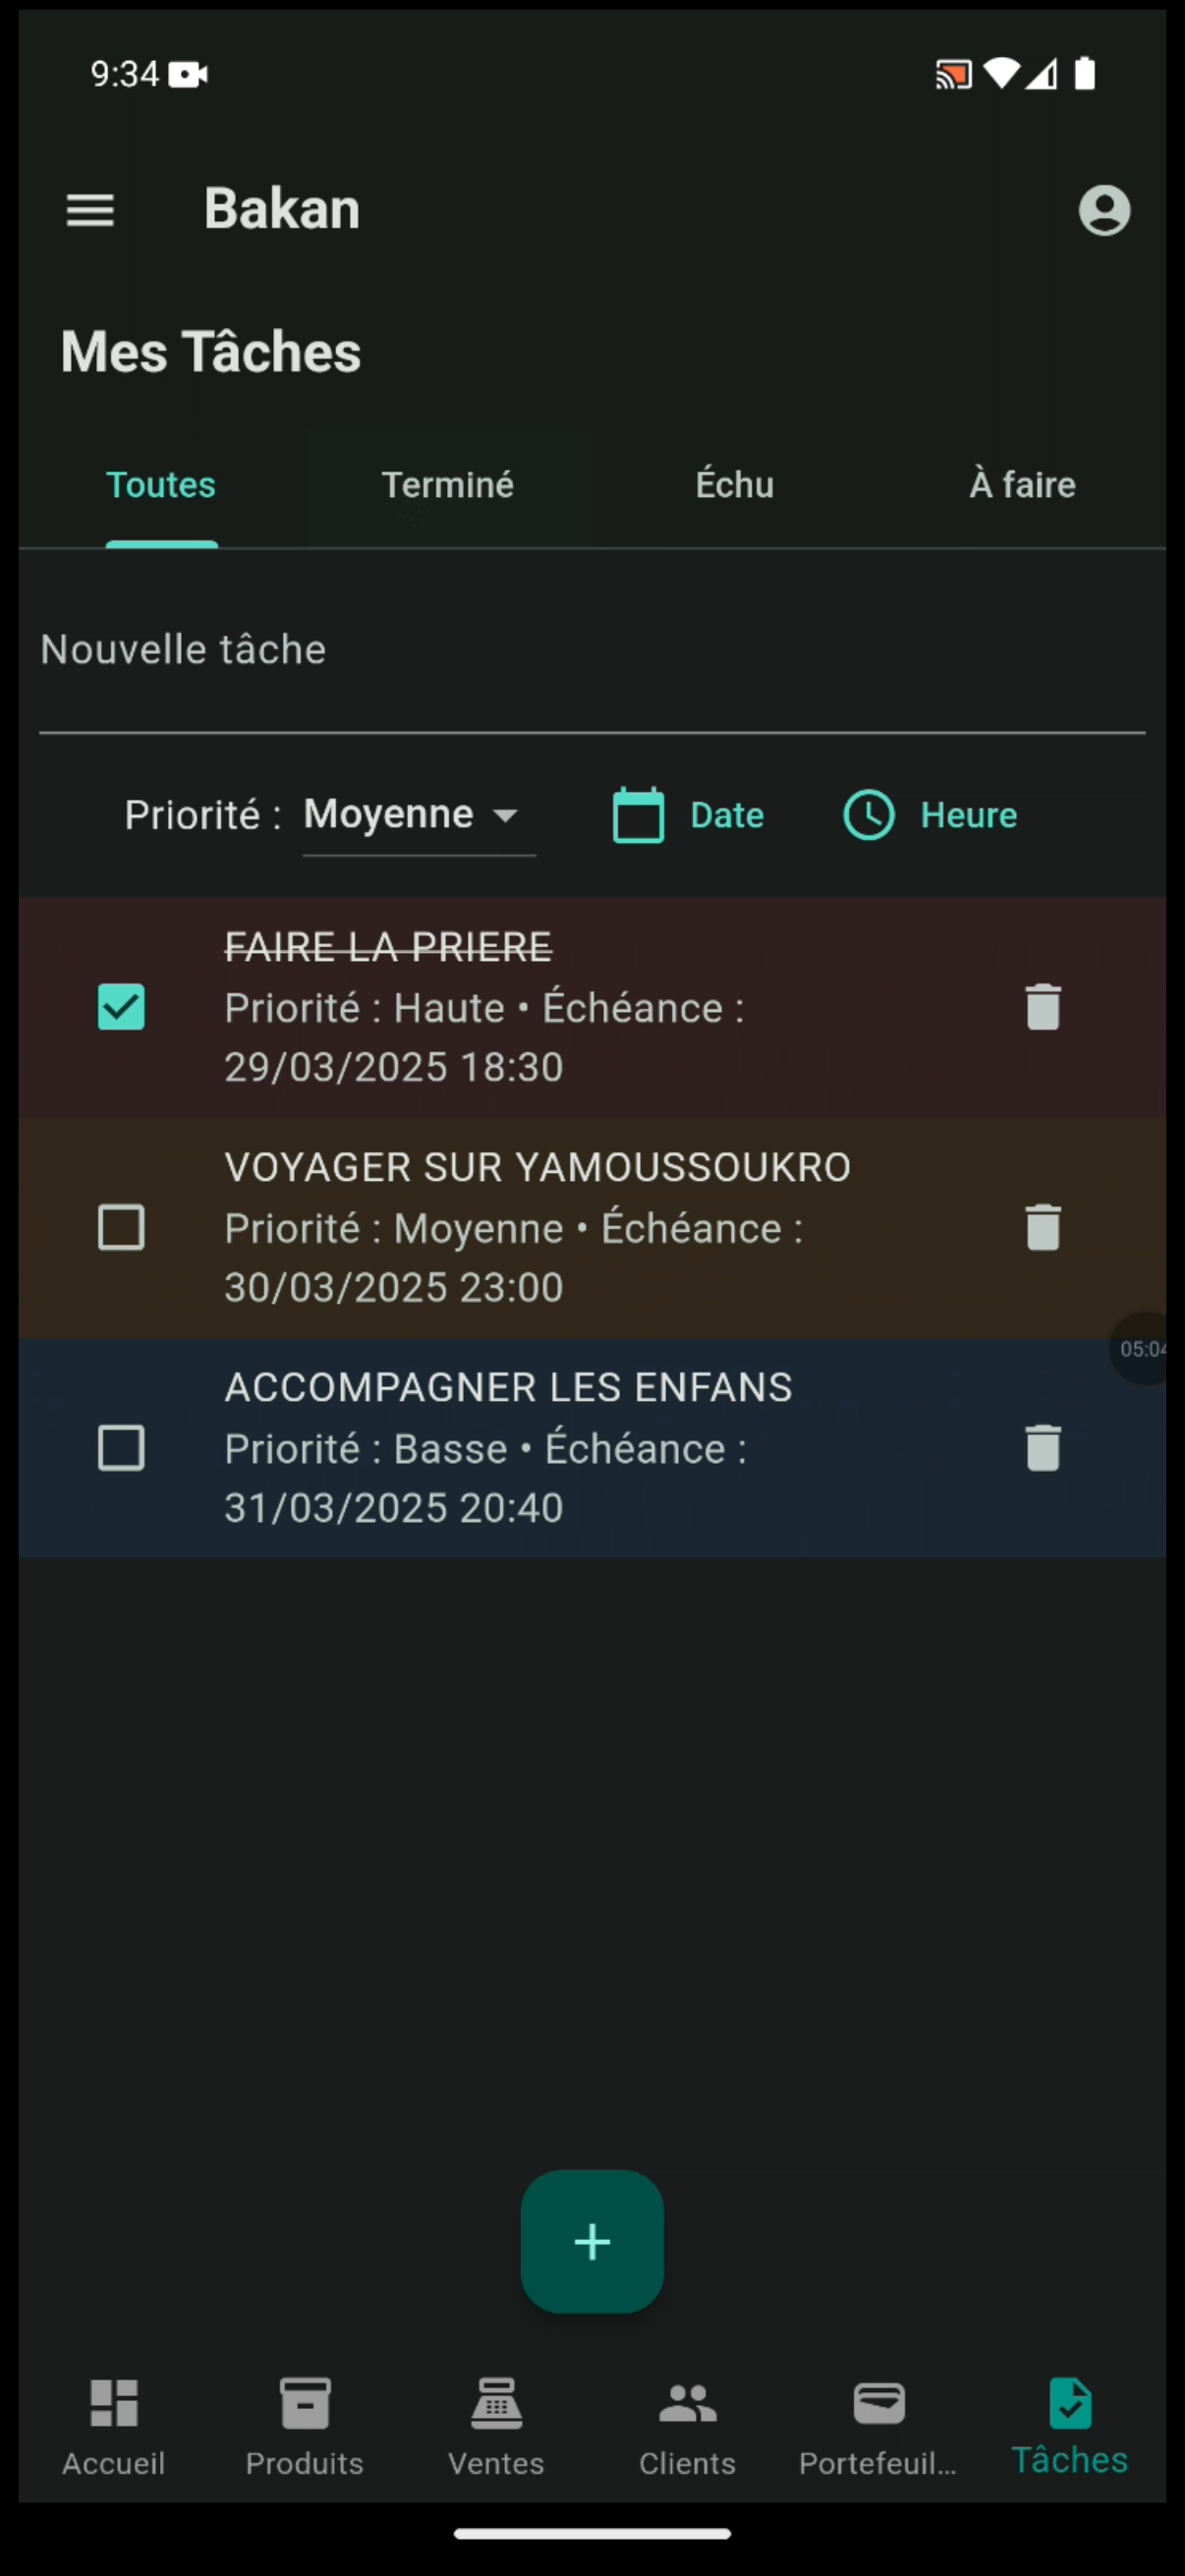 9:34
Bakan
Mes Tâches
Toutes Terminé Échu À faire
Nouvelle tâche
Priorité : Moyenne Date Heure
FAIRE LA PRIERE
Priorité : Haute • Échéance :
29/03/2025 18:30
VOYAGER SUR YAMOUSSOUKRO
Priorité : Moyenne • Échéance :
30/03/2025 23:00
05:04
ACCOMPAGNER LES ENFANS
Priorité : Basse • Échéance :
31/03/2025 20:40
+
Accueil Produits Ventes Clients Portefeuil... Tâches